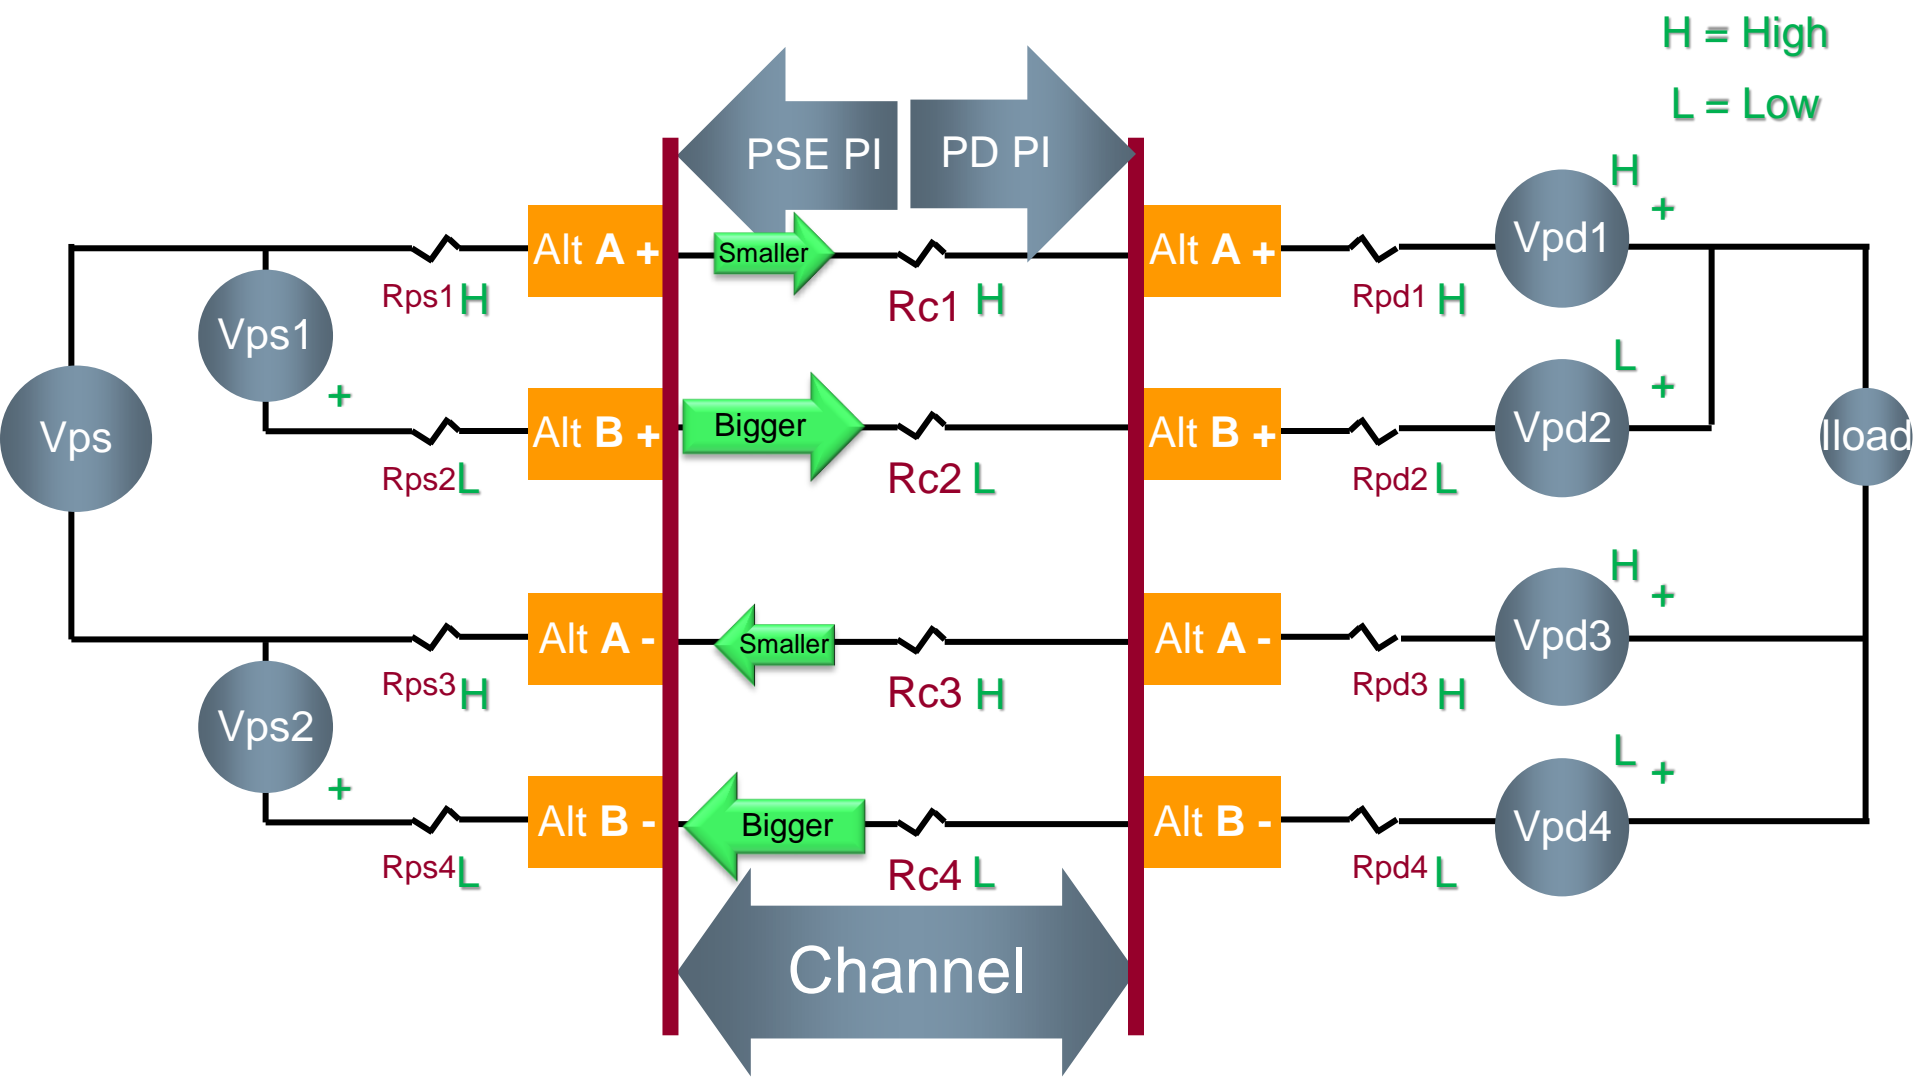 H = High
L = Low
PSE PI
PD PI
H
+
Alt A +
Smaller
Alt A +
Vpd1
Rps1 H
Rc1 H
Rpd1 H
Vps1
+
L
+
Alt B +
Bigger
Alt B +
Vpd2
Vps
Iload
Rps2 L
Rc2 L
Rpd2 L
H
+
Alt A -
Smaller
Alt A -
Vpd3
Rps3 H
Rc3 H
Rpd3 H
Vps2
+
L
+
Alt B -
Bigger
Alt B -
Vpd4
Rps4 L
Rc4 L
Rpd4 L
Channel